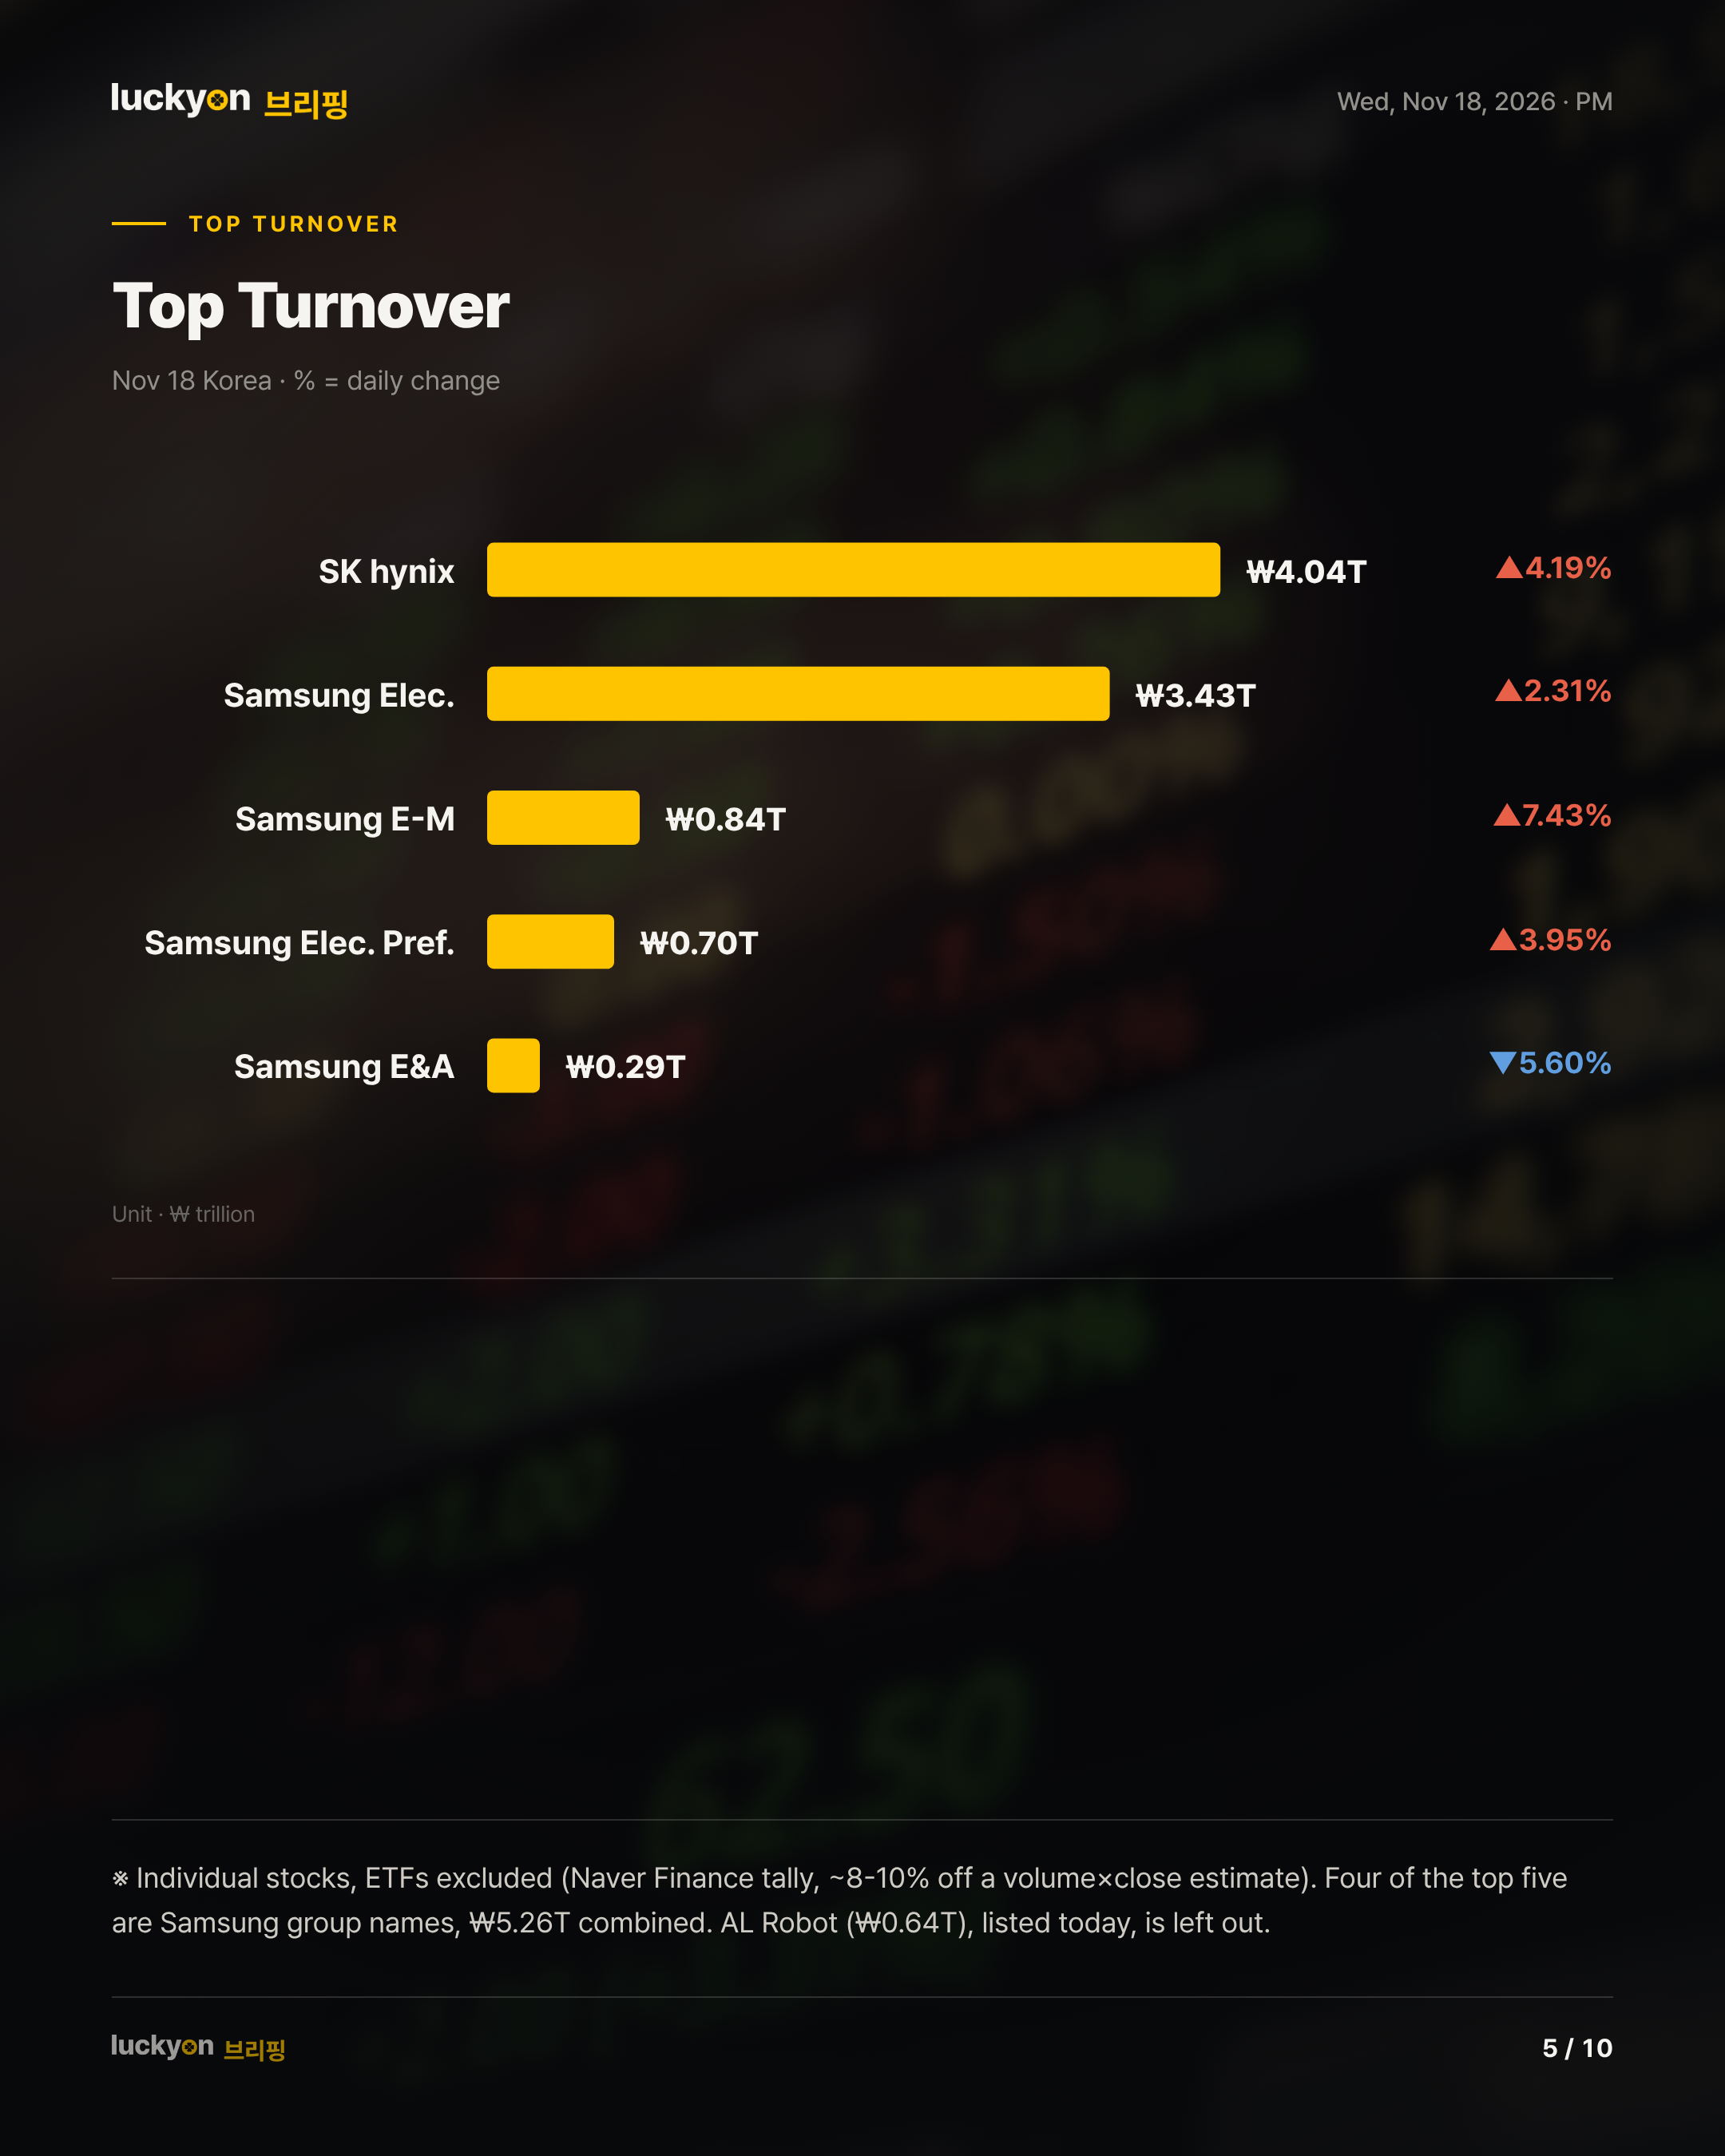 luckyon 브리핑
Wed, Nov 18, 2026 · PM
TOP TURNOVER
Top Turnover
Nov 18 Korea · % = daily change
SK hynix ₩4.04T ▲4.19%
Samsung Elec. ₩3.43T ▲2.31%
Samsung E-M ₩0.84T ▲7.43%
Samsung Elec. Pref. ₩0.70T ▲3.95%
Samsung E&A ₩0.29T ▼5.60%
Unit · ₩ trillion
※ Individual stocks, ETFs excluded (Naver Finance tally, ~8-10% off a volume×close estimate). Four of the top five
are Samsung group names, ₩5.26T combined. AL Robot (₩0.64T), listed today, is left out.
luckyon 브리핑
5 / 10